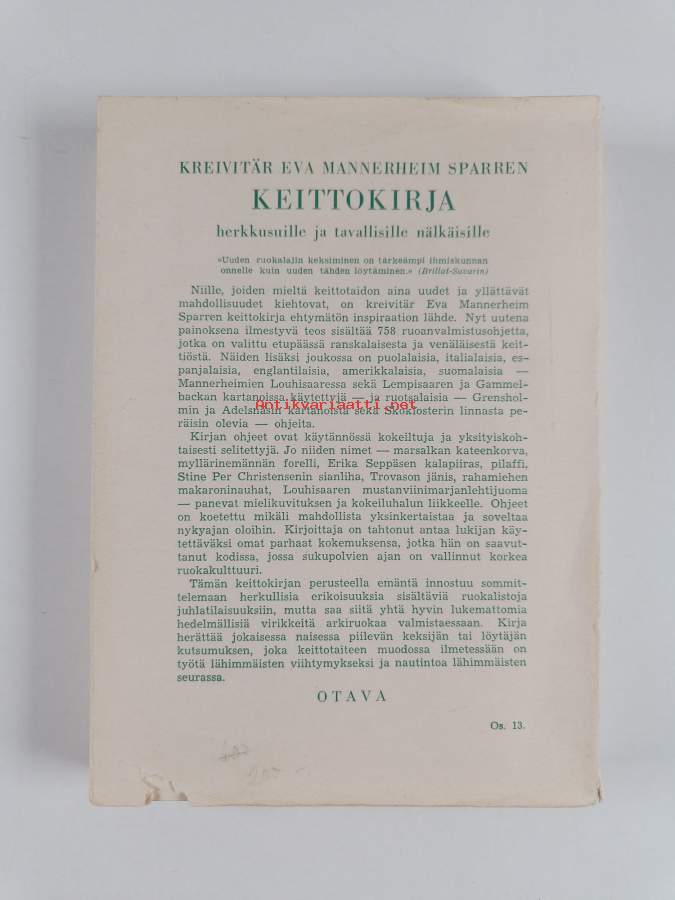 KREIVITÄR EVA MANNERHEIM SPARREN
KEITTOKIRJA
herkkusuille ja tavallisille nälkäisille
»Uuden ruokalajin keksiminen on tärkeämpi ihmiskunnan
onnelle kuin uuden tähden löytäminen.» (Brillat-Savarin)
Niille, joiden mieltä keittotaidon aina uudet ja yllättävät
mahdollisuudet kiehtovat, on kreivitär Eva Mannerheim
Sparren keittokirja ehtymätön inspiraation lähde. Nyt uutena
painoksena ilmestyvä teos sisältää 758 ruoanvalmistusohjetta,
jotka on valittu etupäässä ranskalaisesta ja venäläisestä keit-
tiöstä. Näiden lisäksi joukossa on puolalaisia, italialaisia, es-
panjalaisia, englantilaisia, amerikkalaisia, suomalaisia —
Mannerheimien Louhisaaressa sekä Lempisaaren ja Gammel-
backan kartanoissa käytettyjä — ja ruotsalaisia — Grenshol-
Antikvariaatti.net
min ja Adelsnäsin kartanoista sekä Skoklosterin linnasta pe-
räisin olevia — ohjeita.
Kirjan ohjeet ovat käytännössä kokeiltuja ja yksityiskoh-
taisesti selitettyjä. Jo niiden nimet — marsalkan kateenkorva,
myllärinemännän forelli, Erika Seppäsen kalapiiras, pilaffi,
Stine Per Christensenin sianliha, Trovason jänis, rahamiehen
makaroninauhat, Louhisaaren mustanviinimarjanlehtijuoma
— panevat mielikuvituksen ja kokeiluhalun liikkeelle. Ohjeet
on koetettu mikäli mahdollista yksinkertaistaa ja soveltaa
nykyajan oloihin. Kirjoittaja on tahtonut antaa lukijan käy-
tettäväksi omat parhaat kokemuksensa, jotka hän on saavut-
tanut kodissa, jossa sukupolvien ajan on vallinnut korkea
ruokakulttuuri.
Tämän keittokirjan perusteella emäntä innostuu sommit-
telemaan herkullisia erikoisuuksia sisältäviä ruokalistoja
juhlatilaisuuksiin, mutta saa siitä yhtä hyvin lukemattomia
hedelmällisiä virikkeitä arkiruokaa valmistaessaan. Kirja
herättää jokaisessa naisessa piilevän keksijän tai löytäjän
kutsumuksen, joka keittotaiteen muodossa ilmetessään on
työtä lähimmäisten viihtymykseksi ja nautintoa lähimmäisten
seurassa.
OTAVA
Os. 13.